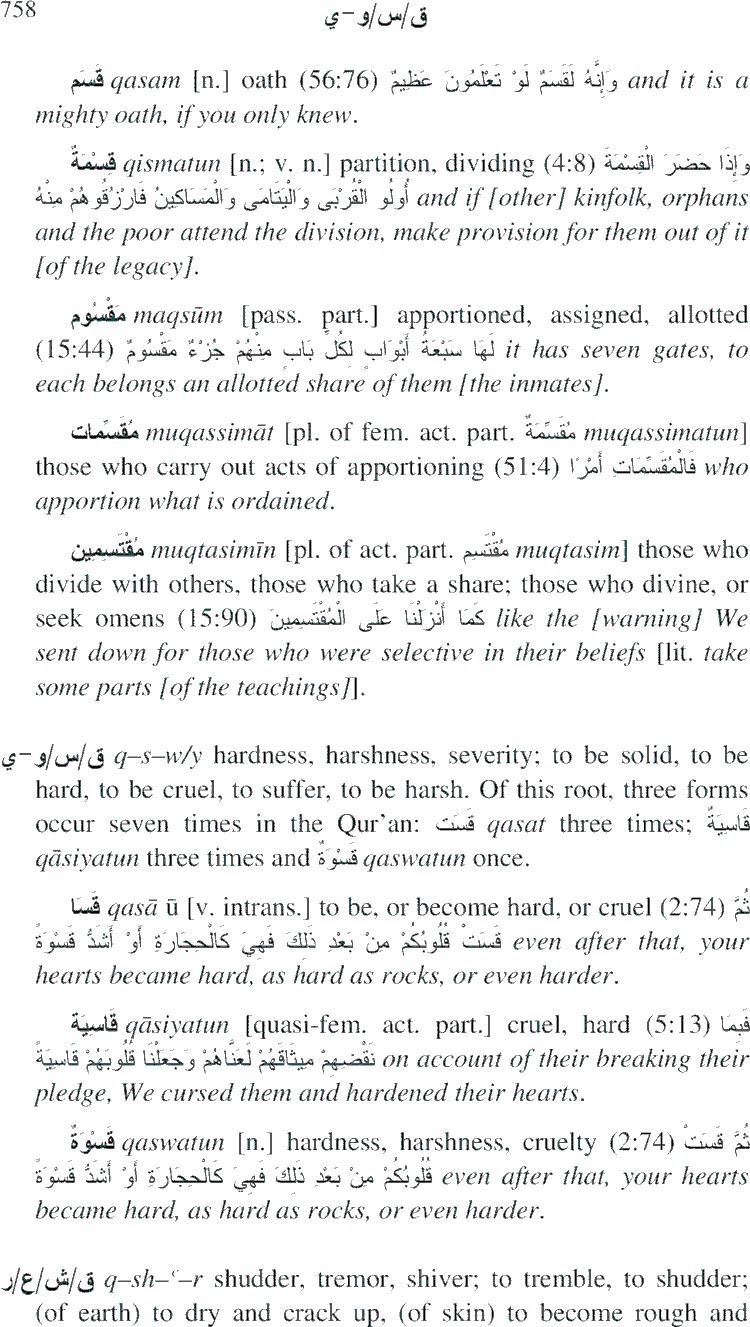 758
ق/س/و–ي
قَسَم qasam [n.] oath (56:76) وَإِنَّهُ لَقَسَمٌ لَوْ تَعْلَمُونَ عَظِيمٌ and it is a
mighty oath, if you only knew.
قِسْمَةٌ qismatun [n.; v. n.] partition, dividing (4:8) وَإِذَا حَضَرَ الْقِسْمَةَ
أُولُو الْقُرْبَى وَالْيَتَامَى وَالْمَسَاكِينُ فَارْزُقُوهُمْ مِنْهُ and if [other] kinfolk, orphans
and the poor attend the division, make provision for them out of it
[of the legacy].
مَقْسُوم maqsūm [pass. part.] apportioned, assigned, allotted
(15:44) لَهَا سَبْعَةُ أَبْوَابٍ لِكُلِّ بَابٍ مِنْهُمْ جُزْءٌ مَقْسُومٌ it has seven gates, to
each belongs an allotted share of them [the inmates].
مُقَسِّمات muqassimāt [pl. of fem. act. part. مُقَسِّمَةٌ muqassimatun]
those who carry out acts of apportioning (51:4) فَالْمُقَسِّمَاتِ أَمْرًا who
apportion what is ordained.
مُقْتَسِمِين muqtasimīn [pl. of act. part. مُقْتَسِم muqtasim] those who
divide with others, those who take a share; those who divine, or
seek omens (15:90) كَمَا أَنْزَلْنَا عَلَى الْمُقْتَسِمِينَ like the [warning] We
sent down for those who were selective in their beliefs [lit. take
some parts [of the teachings]].
ق/س/و–ي q–s–w/y hardness, harshness, severity; to be solid, to be
hard, to be cruel, to suffer, to be harsh. Of this root, three forms
occur seven times in the Qur’an: قَسَت qasat three times; قَاسِيَةٌ
qāsiyatun three times and قَسْوَةٌ qaswatun once.
قَسَا qasā ū [v. intrans.] to be, or become hard, or cruel (2:74) ثُمَّ
قَسَتْ قُلُوبُكُمْ مِنْ بَعْدِ ذَلِكَ فَهِيَ كَالْحِجَارَةِ أَوْ أَشَدُّ قَسْوَةً even after that, your
hearts became hard, as hard as rocks, or even harder.
قَاسِيَة qāsiyatun [quasi-fem. act. part.] cruel, hard (5:13) فَبِمَا
نَقْضِهِمْ مِيثَاقَهُمْ لَعَنَّاهُمْ وَجَعَلْنَا قُلُوبَهُمْ قَاسِيَةً on account of their breaking their
pledge, We cursed them and hardened their hearts.
قَسْوَةٌ qaswatun [n.] hardness, harshness, cruelty (2:74) ثُمَّ قَسَتْ
قُلُوبُكُمْ مِنْ بَعْدِ ذَلِكَ فَهِيَ كَالْحِجَارَةِ أَوْ أَشَدُّ قَسْوَةً even after that, your hearts
became hard, as hard as rocks, or even harder.
ق/ش/ع/ر q–sh–ʿ–r shudder, tremor, shiver; to tremble, to shudder;
(of earth) to dry and crack up, (of skin) to become rough and